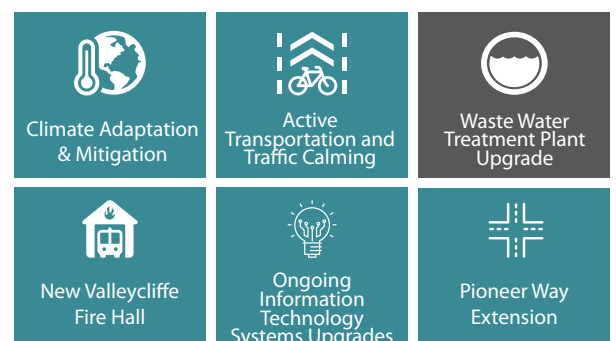 Climate Adaptation
& Mitigation
Active
Transportation and
Traffic Calming
Waste Water
Treatment Plant
Upgrade
New Valleycliffe
Fire Hall
Ongoing
Information
Technology
Systems Upgrades
Pioneer Way
Extension